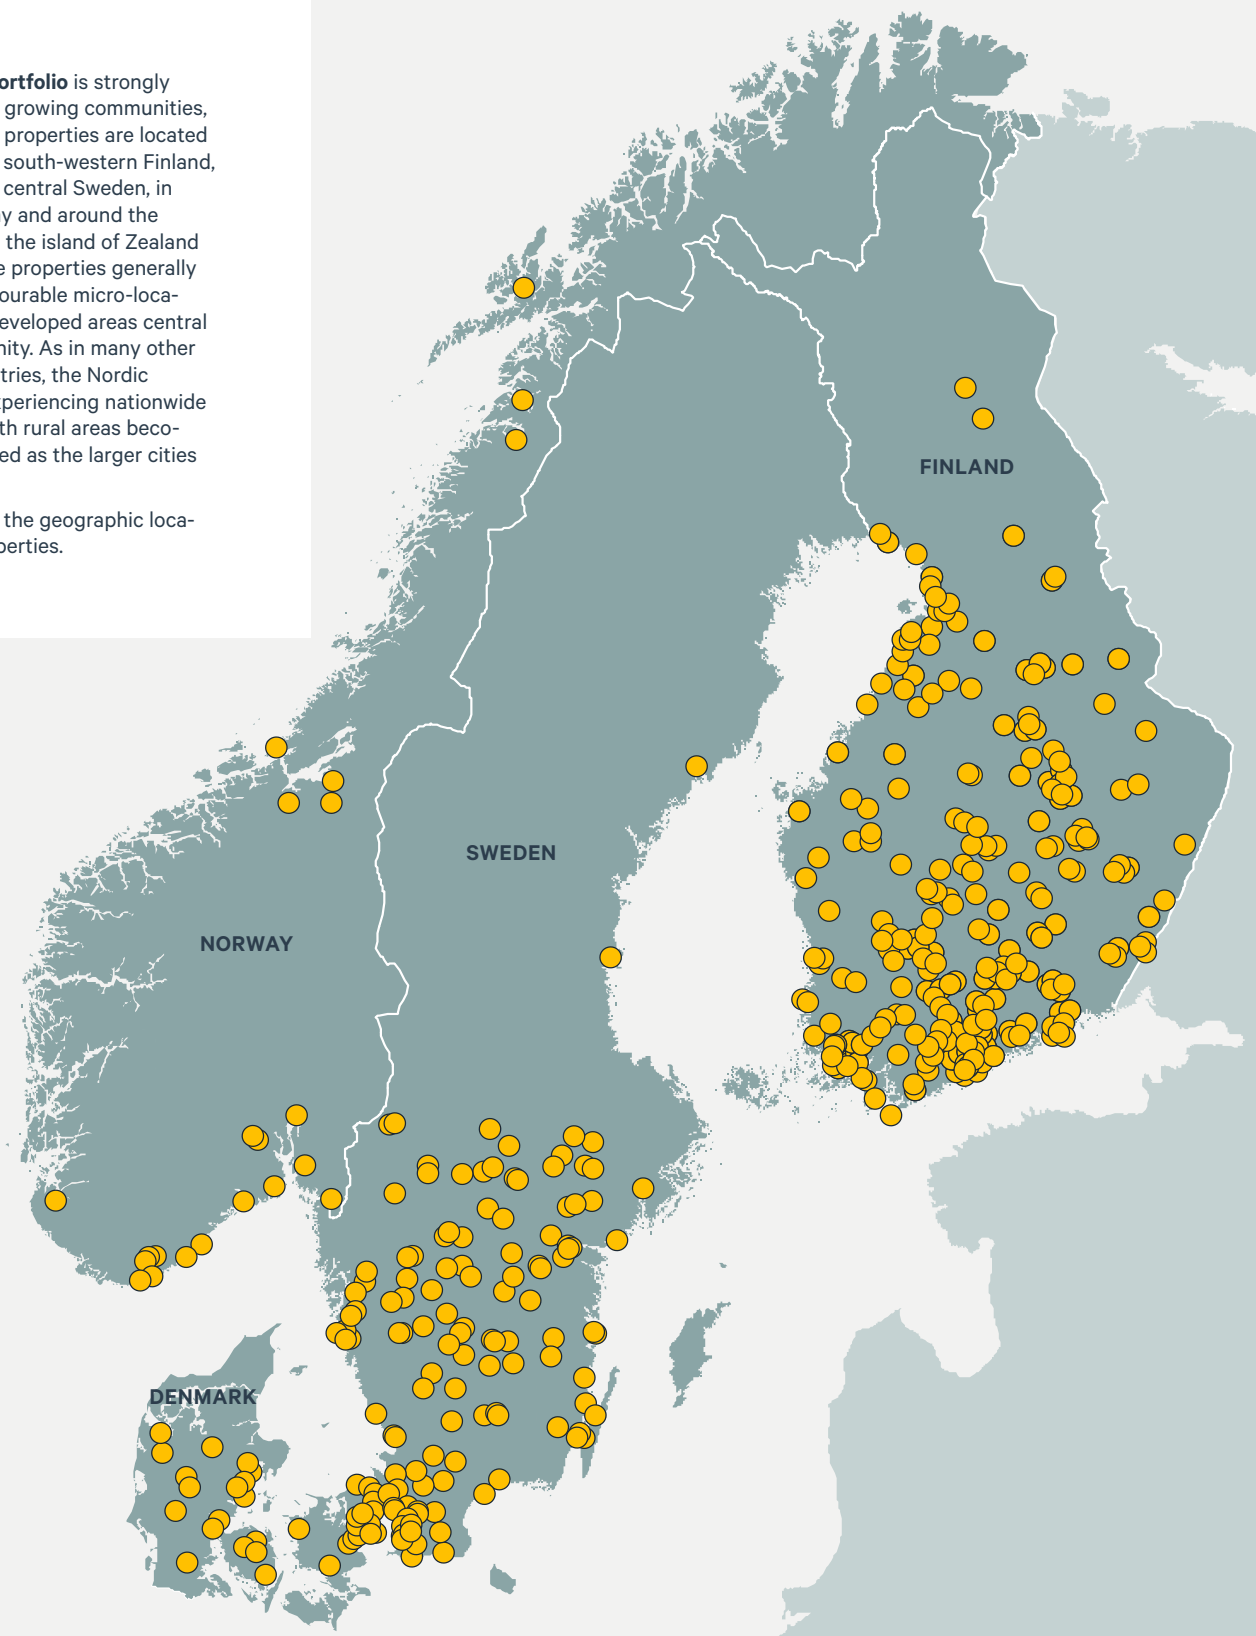 ortfolio is strongly
growing communities,
properties are located
south-western Finland,
central Sweden, in
y and around the
the island of Zealand
e properties generally
ourable micro-loca-
eveloped areas central
nity. As in many other
tries, the Nordic
xperiencing nationwide
th rural areas beco-
ed as the larger cities
the geographic loca-
perties.
FINLAND
SWEDEN
NORWAY
DENMARK